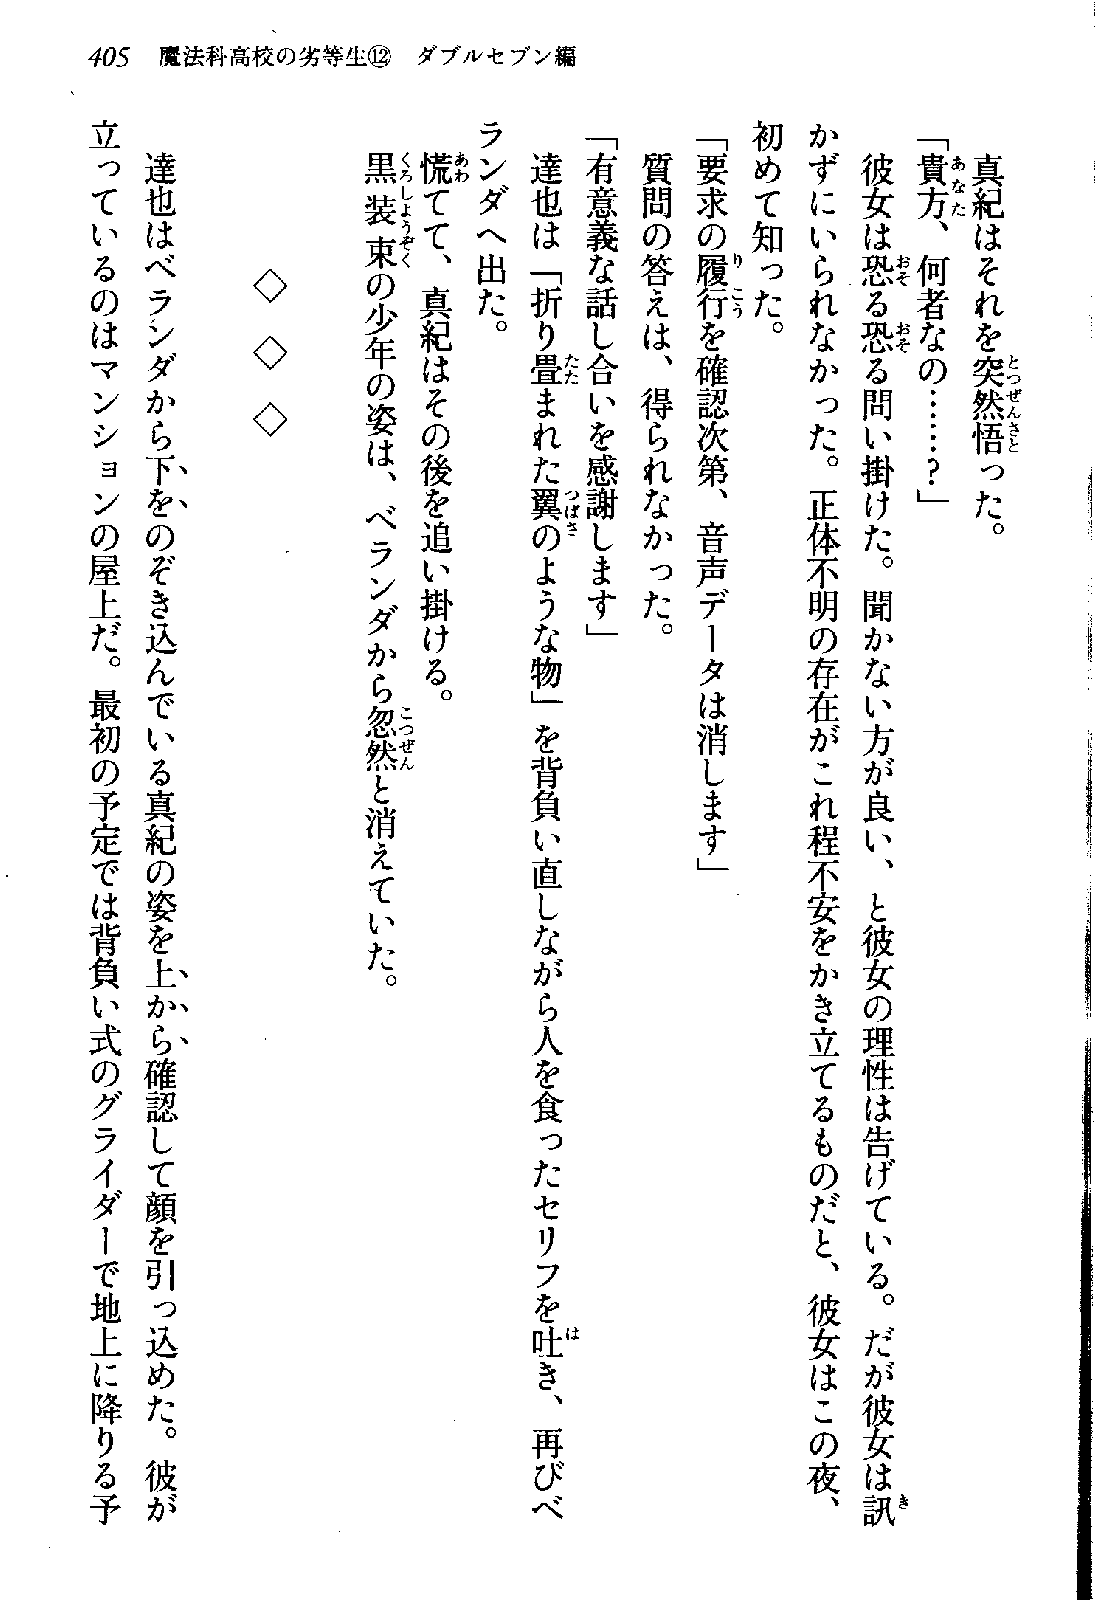 405　魔法科高校の劣等生⑫　ダブルセブン編
真紀はそれを突然悟った。
「貴方、何者なの……？」
彼女は恐る恐る問い掛けた。聞かない方が良い、と彼女の理性は告げている。だが彼女は訊
かずにいられなかった。正体不明の存在がこれ程不安をかき立てるものだと、彼女はこの夜、
初めて知った。
「要求の履行を確認次第、音声データは消します」
質問の答えは、得られなかった。
「有意義な話し合いを感謝します」
達也は「折り畳まれた翼のような物」を背負い直しながら人を食ったセリフを吐き、再びベ
ランダへ出た。
慌てて、真紀はその後を追い掛ける。
黒装束の少年の姿は、ベランダから忽然と消えていた。
◇　◇　◇
達也はベランダから下をのぞき込んでいる真紀の姿を上から確認して顔を引っ込めた。彼が
立っているのはマンションの屋上だ。最初の予定では背負い式のグライダーで地上に降りる予